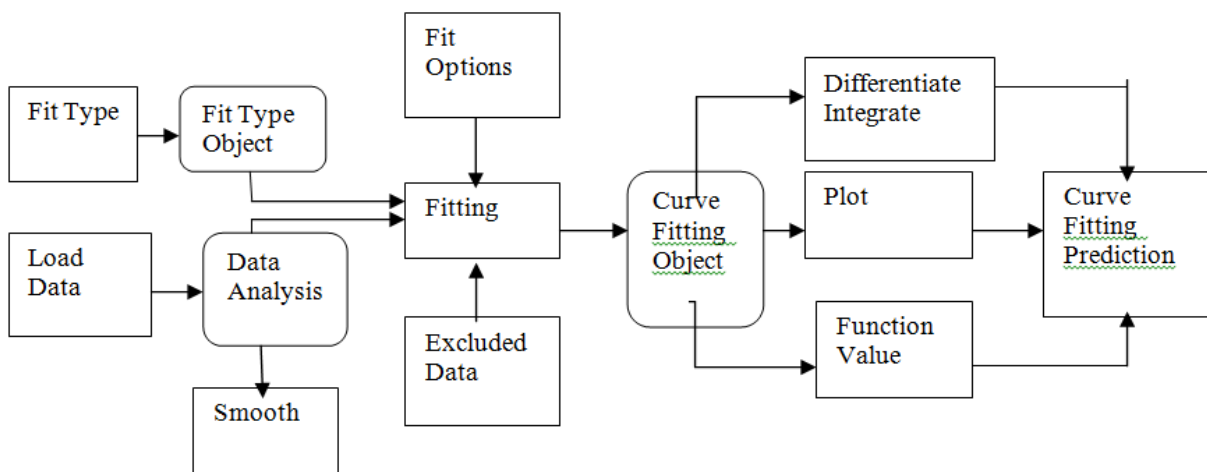 Fit Type
Fit Type
Object
Load
Data
Data
Analysis
Smooth
Fit
Options
Fitting
Excluded
Data
Curve
Fitting
Object
Differentiate
Integrate
Plot
Function
Value
Curve
Fitting
Prediction